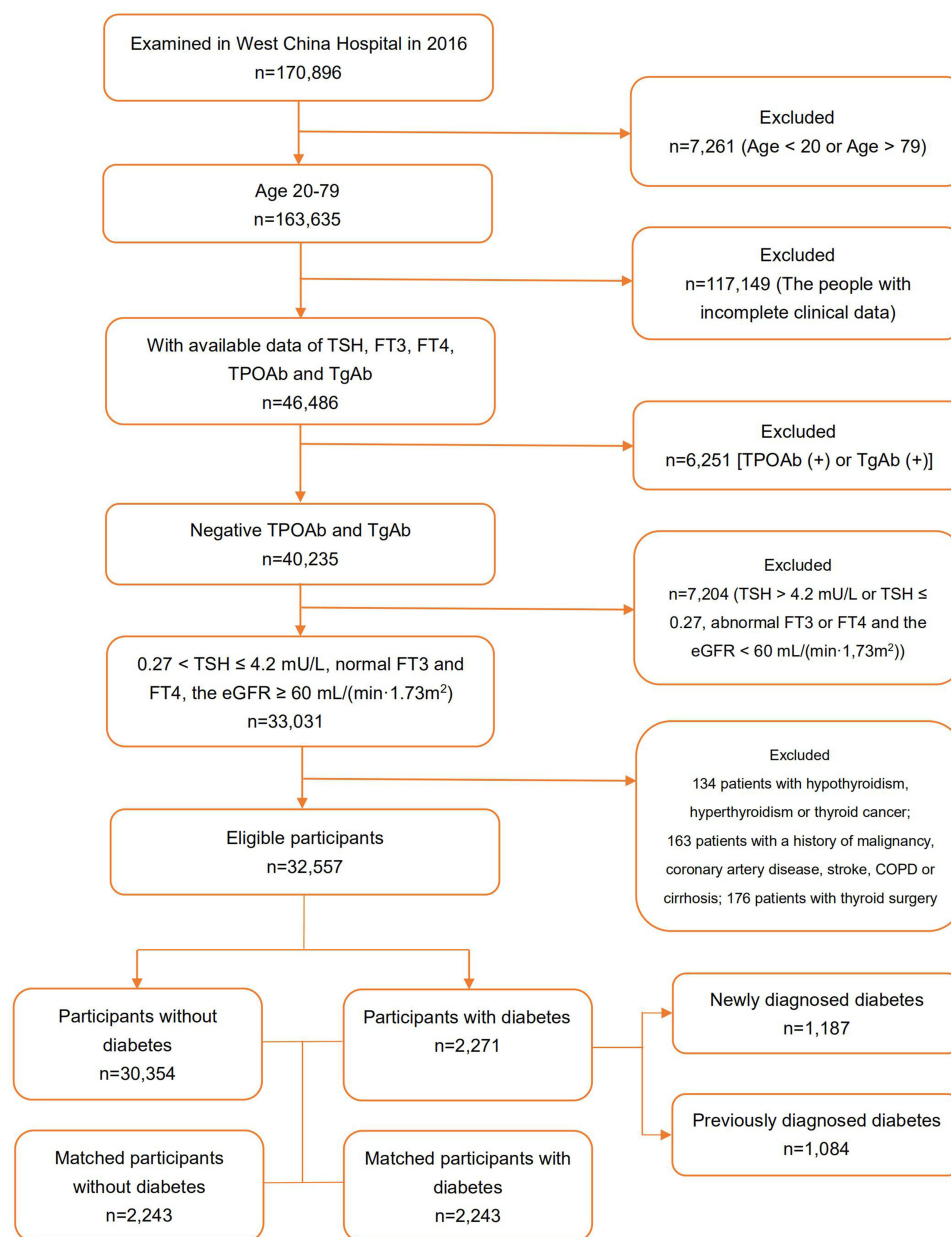 Examined in West China Hospital in 2016
n=170,896
Excluded
n=7,261 (Age < 20 or Age > 79)
Age 20-79
n=163,635
Excluded
n=117,149 (The people with
incomplete clinical data)
With available data of TSH, FT3, FT4,
TPOAb and TgAb
n=46,486
Excluded
n=6,251 [TPOAb (+) or TgAb (+)]
Negative TPOAb and TgAb
n=40,235
Excluded
n=7,204 (TSH > 4.2 mU/L or TSH ≤
0.27, abnormal FT3 or FT4 and the
eGFR < 60 mL/(min·1,73m²))
0.27 < TSH ≤ 4.2 mU/L, normal FT3 and
FT4, the eGFR ≥ 60 mL/(min·1.73m²)
n=33,031
Excluded
134 patients with hypothyroidism,
hyperthyroidism or thyroid cancer;
163 patients with a history of malignancy,
coronary artery disease, stroke, COPD or
cirrhosis; 176 patients with thyroid surgery
Eligible participants
n=32,557
Participants without
diabetes
n=30,354
Participants with diabetes
n=2,271
Newly diagnosed diabetes
n=1,187
Previously diagnosed diabetes
n=1,084
Matched participants
without diabetes
n=2,243
Matched participants with
diabetes
n=2,243